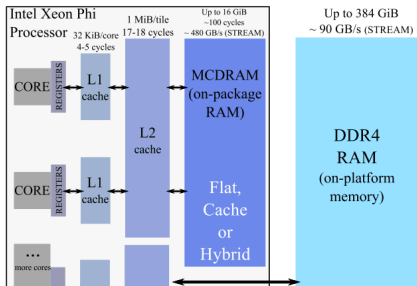 Intel Xeon Phi
Processor
32 KiB/core
4-5 cycles
1 MiB/tile
17-18 cycles
Up to 16 GiB
~100 cycles
~ 480 GB/s (STREAM)
Up to 384 GiB
~ 90 GB/s (STREAM)
CORE
REGISTERS
L1
cache
L2
cache
MCDRAM
(on-package
RAM)
CORE
REGISTERS
L1
cache
Flat,
Cache
or
Hybrid
...
more cores
DDR4
RAM
(on-platform
memory)